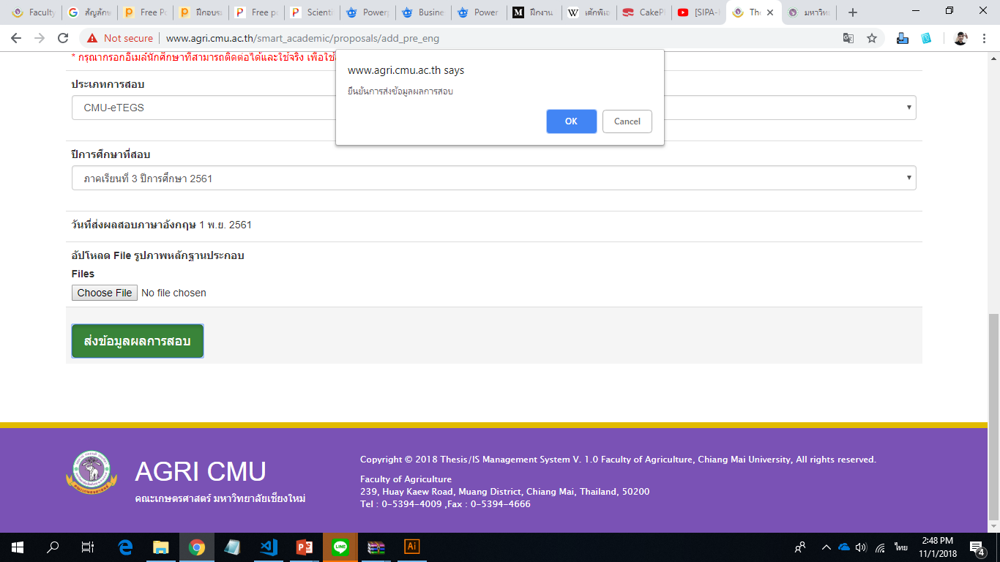 Faculty
สัญลักษ
Free Po
ฝึกอบรม
Free po
Scienti
Powerp
Busine
Power
ฝึกงาน
CakeP
[SIPA-
The
มหาวิท
Not secure
www.agri.cmu.ac.th/smart_academic/proposals/add_pre_eng
* กรุณากรอกอีเมล์นักศึกษาที่สามารถติดต่อได้และใช้จริง เพื่อใช้
www.agri.cmu.ac.th says
ยืนยันการส่งข้อมูลผลการสอบ
OK
Cancel
ประเภทการสอบ
CMU-eTEGS
ปีการศึกษาที่สอบ
ภาคเรียนที่ 3 ปีการศึกษา 2561
วันที่ส่งผลสอบภาษาอังกฤษ 1 พ.ย. 2561
อัปโหลด File รูปภาพหลักฐานประกอบ
Files
Choose File No file chosen
ส่งข้อมูลผลการสอบ
AGRI CMU
คณะเกษตรศาสตร์ มหาวิทยาลัยเชียงใหม่
Copyright © 2018 Thesis/IS Management System V. 1.0 Faculty of Agriculture, Chiang Mai University, All rights reserved.
Faculty of Agriculture
239, Huay Kaew Road, Muang District, Chiang Mai, Thailand, 50200
Tel : 0-5394-4009 ,Fax : 0-5394-4666
LINE
Ai
ไทย
2:48 PM
11/1/2018
4